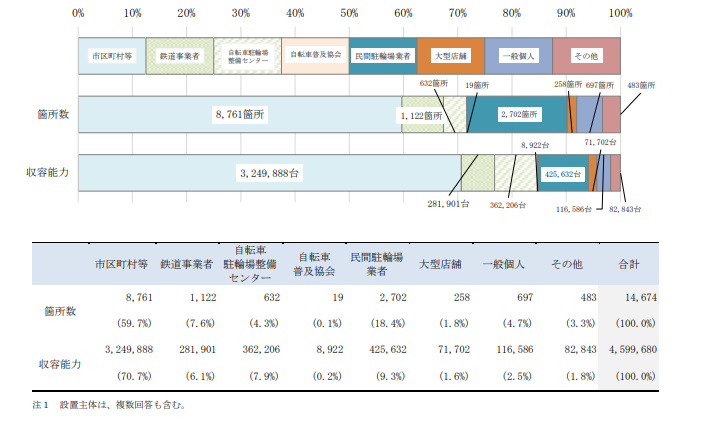 0% 10% 20% 30% 40% 50% 60% 70% 80% 90% 100%
市区町村等 鉄道事業者 自転車駐輪場整備センター 自転車普及協会 民間駐輪場業者 大型店舗 一般個人 その他
632箇所 19箇所 258箇所 697箇所 483箇所
箇所数 8,761箇所 1,122箇所 2,702箇所
8,922台 71,702台
収容能力 3,249,888台 425,632台
281,901台 362,206台 116,586台 82,843台
市区町村等 鉄道事業者 自転車駐輪場整備センター 自転車普及協会 民間駐輪場業者 大型店舗 一般個人 その他 合計
箇所数
8,761 1,122 632 19 2,702 258 697 483 14,674
(59.7%) (7.6%) (4.3%) (0.1%) (18.4%) (1.8%) (4.7%) (3.3%) (100.0%)
収容能力
3,249,888 281,901 362,206 8,922 425,632 71,702 116,586 82,843 4,599,680
(70.7%) (6.1%) (7.9%) (0.2%) (9.3%) (1.6%) (2.5%) (1.8%) (100.0%)
注1 設置主体は、複数回答も含む。